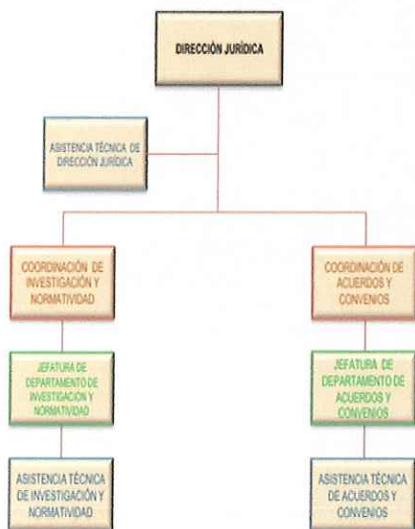 DIRECCIÓN JURÍDICA
ASISTENCIA TÉCNICA DE
DIRECCIÓN JURÍDICA
COORDINACIÓN DE
INVESTIGACIÓN Y
NORMATIVIDAD
COORDINACIÓN DE
ACUERDOS Y
CONVENIOS
JEFATURA DE
DEPARTAMENTO DE
INVESTIGACIÓN Y
NORMATIVIDAD
JEFATURA DE
DEPARTAMENTO DE
ACUERDOS Y
CONVENIOS
ASISTENCIA TÉCNICA
DE INVESTIGACIÓN Y
NORMATIVIDAD
ASISTENCIA TÉCNICA
DE ACUERDOS Y
CONVENIOS